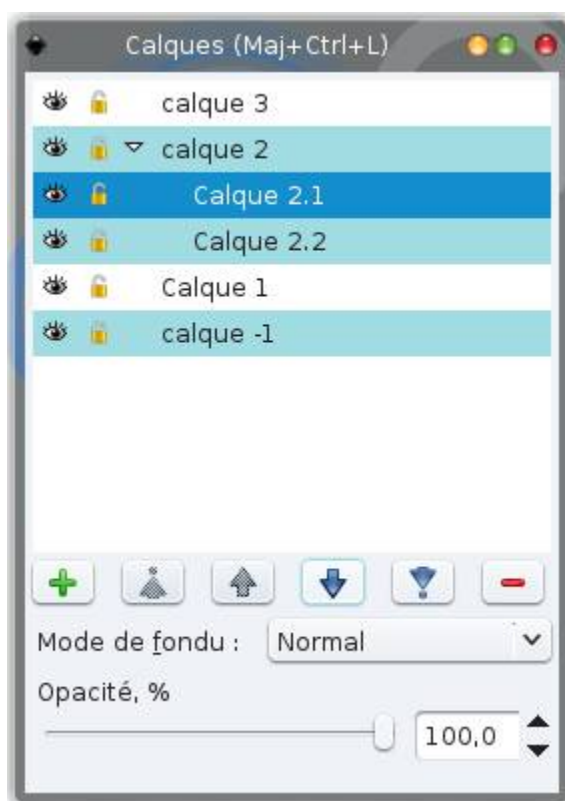 Calques (Maj+Ctrl+L)
calque 3
calque 2
Calque 2.1
Calque 2.2
Calque 1
calque -1
Mode de fondu : Normal
Opacité, %
100,0